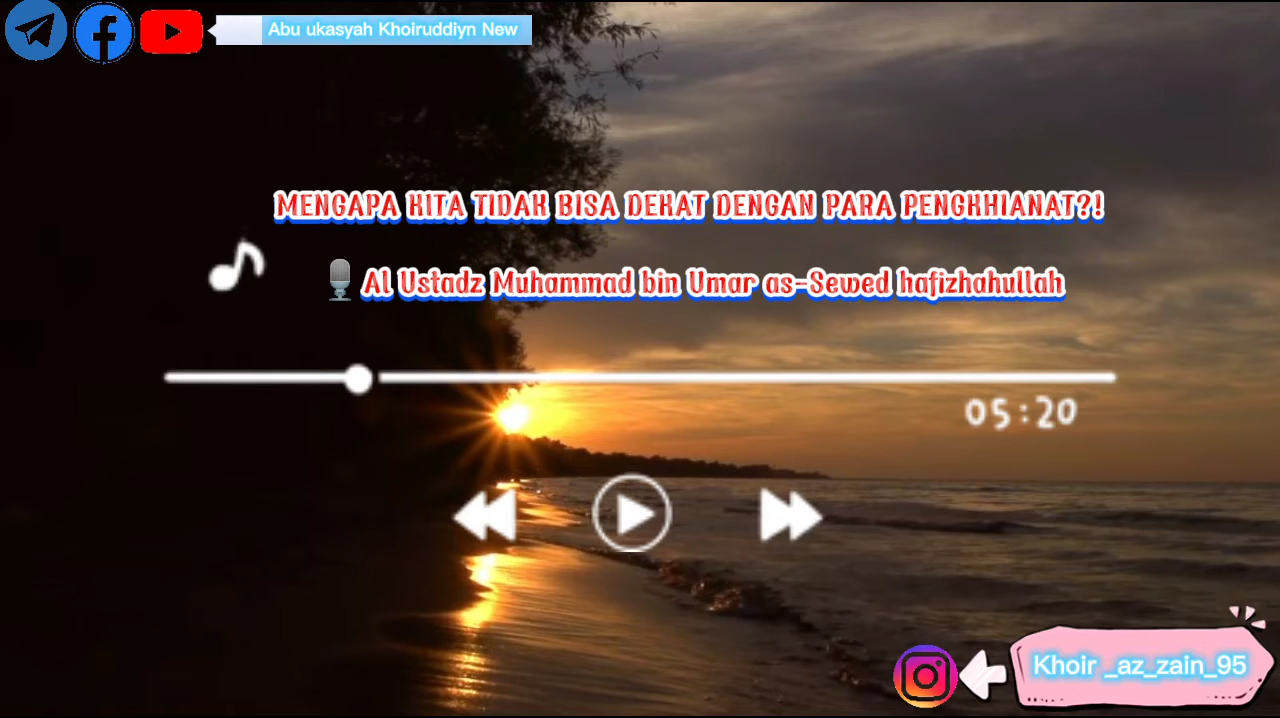 Abu ukasyah Khoiruddiyn New
MENGAPA KITA TIDAK BISA DEKAT DENGAN PARA PENGKHIANAT?!
Al Ustadz Muhammad bin Umar as-Sewed hafizhahullah
05:20
Khoir _az_zain_95